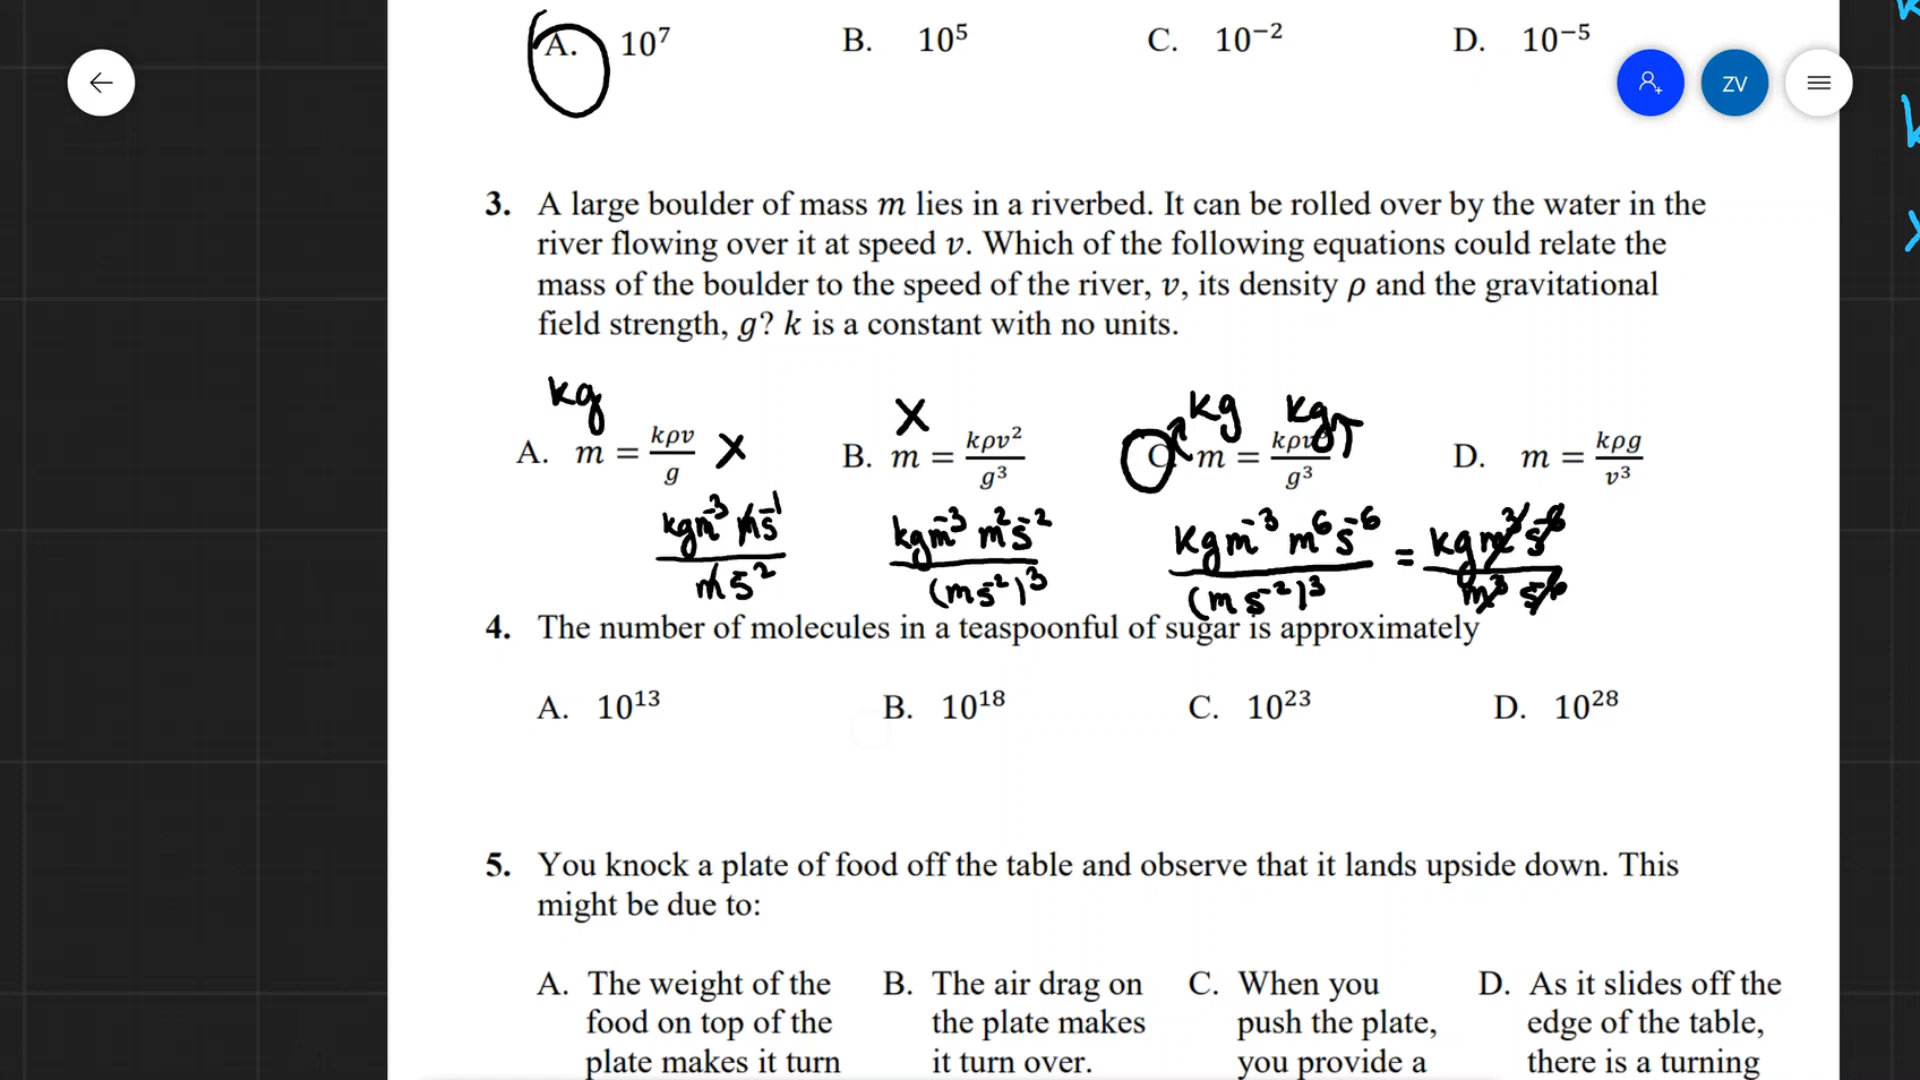 A. 10⁷ B. 10⁵ C. 10⁻² D. 10⁻⁵
ZV
3. A large boulder of mass m lies in a riverbed. It can be rolled over by the water in the
river flowing over it at speed v. Which of the following equations could relate the
mass of the boulder to the speed of the river, v, its density ρ and the gravitational
field strength, g? k is a constant with no units.
kg X kg kg
A. m = kρv/g X B. m = kρv²/g³ C. m = kρv/g³ D. m = kρg/v³
kgm⁻³ ms⁻¹/ms² kgm⁻³ m²s⁻²/(ms⁻²)³ kgm⁻³ m⁶s⁻⁶/(ms⁻²)³ = kgm³s⁻⁶/m³s⁻⁶
4. The number of molecules in a teaspoonful of sugar is approximately
A. 10¹³ B. 10¹⁸ C. 10²³ D. 10²⁸
5. You knock a plate of food off the table and observe that it lands upside down. This
might be due to:
A. The weight of the B. The air drag on C. When you D. As it slides off the
food on top of the the plate makes push the plate, edge of the table,
plate makes it turn it turn over. you provide a there is a turning